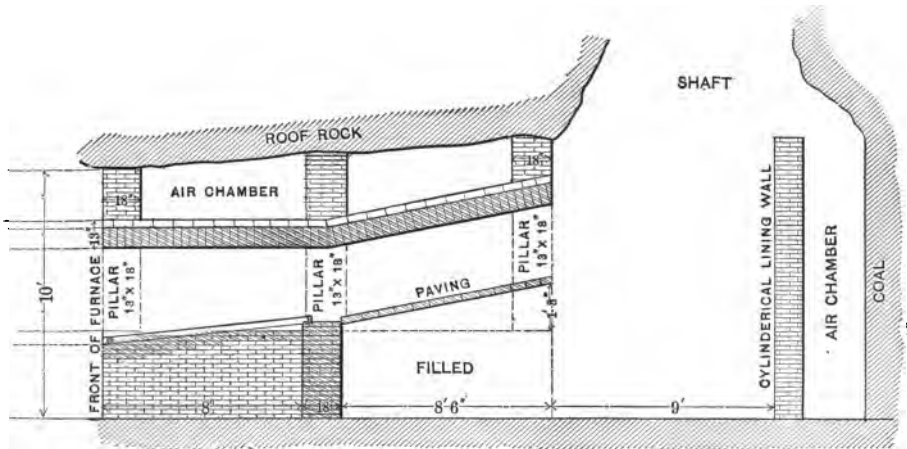 SHAFT
ROOF ROCK
18"
AIR CHAMBER
18"
18"
13"
FRONT OF FURNACE
PILLAR
13" X 18"
PILLAR
13" X 18"
PILLAR
13" X 18"
PAVING
10'
1'-8"
FILLED
8'
18"
8' 6"
9'
CYLINDERICAL LINING WALL
AIR CHAMBER
COAL